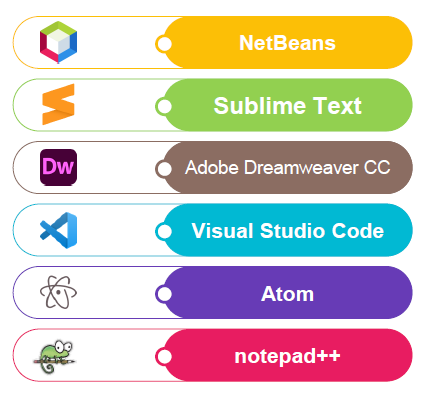 NetBeans
Sublime Text
Dw Adobe Dreamweaver CC
Visual Studio Code
Atom
notepad++